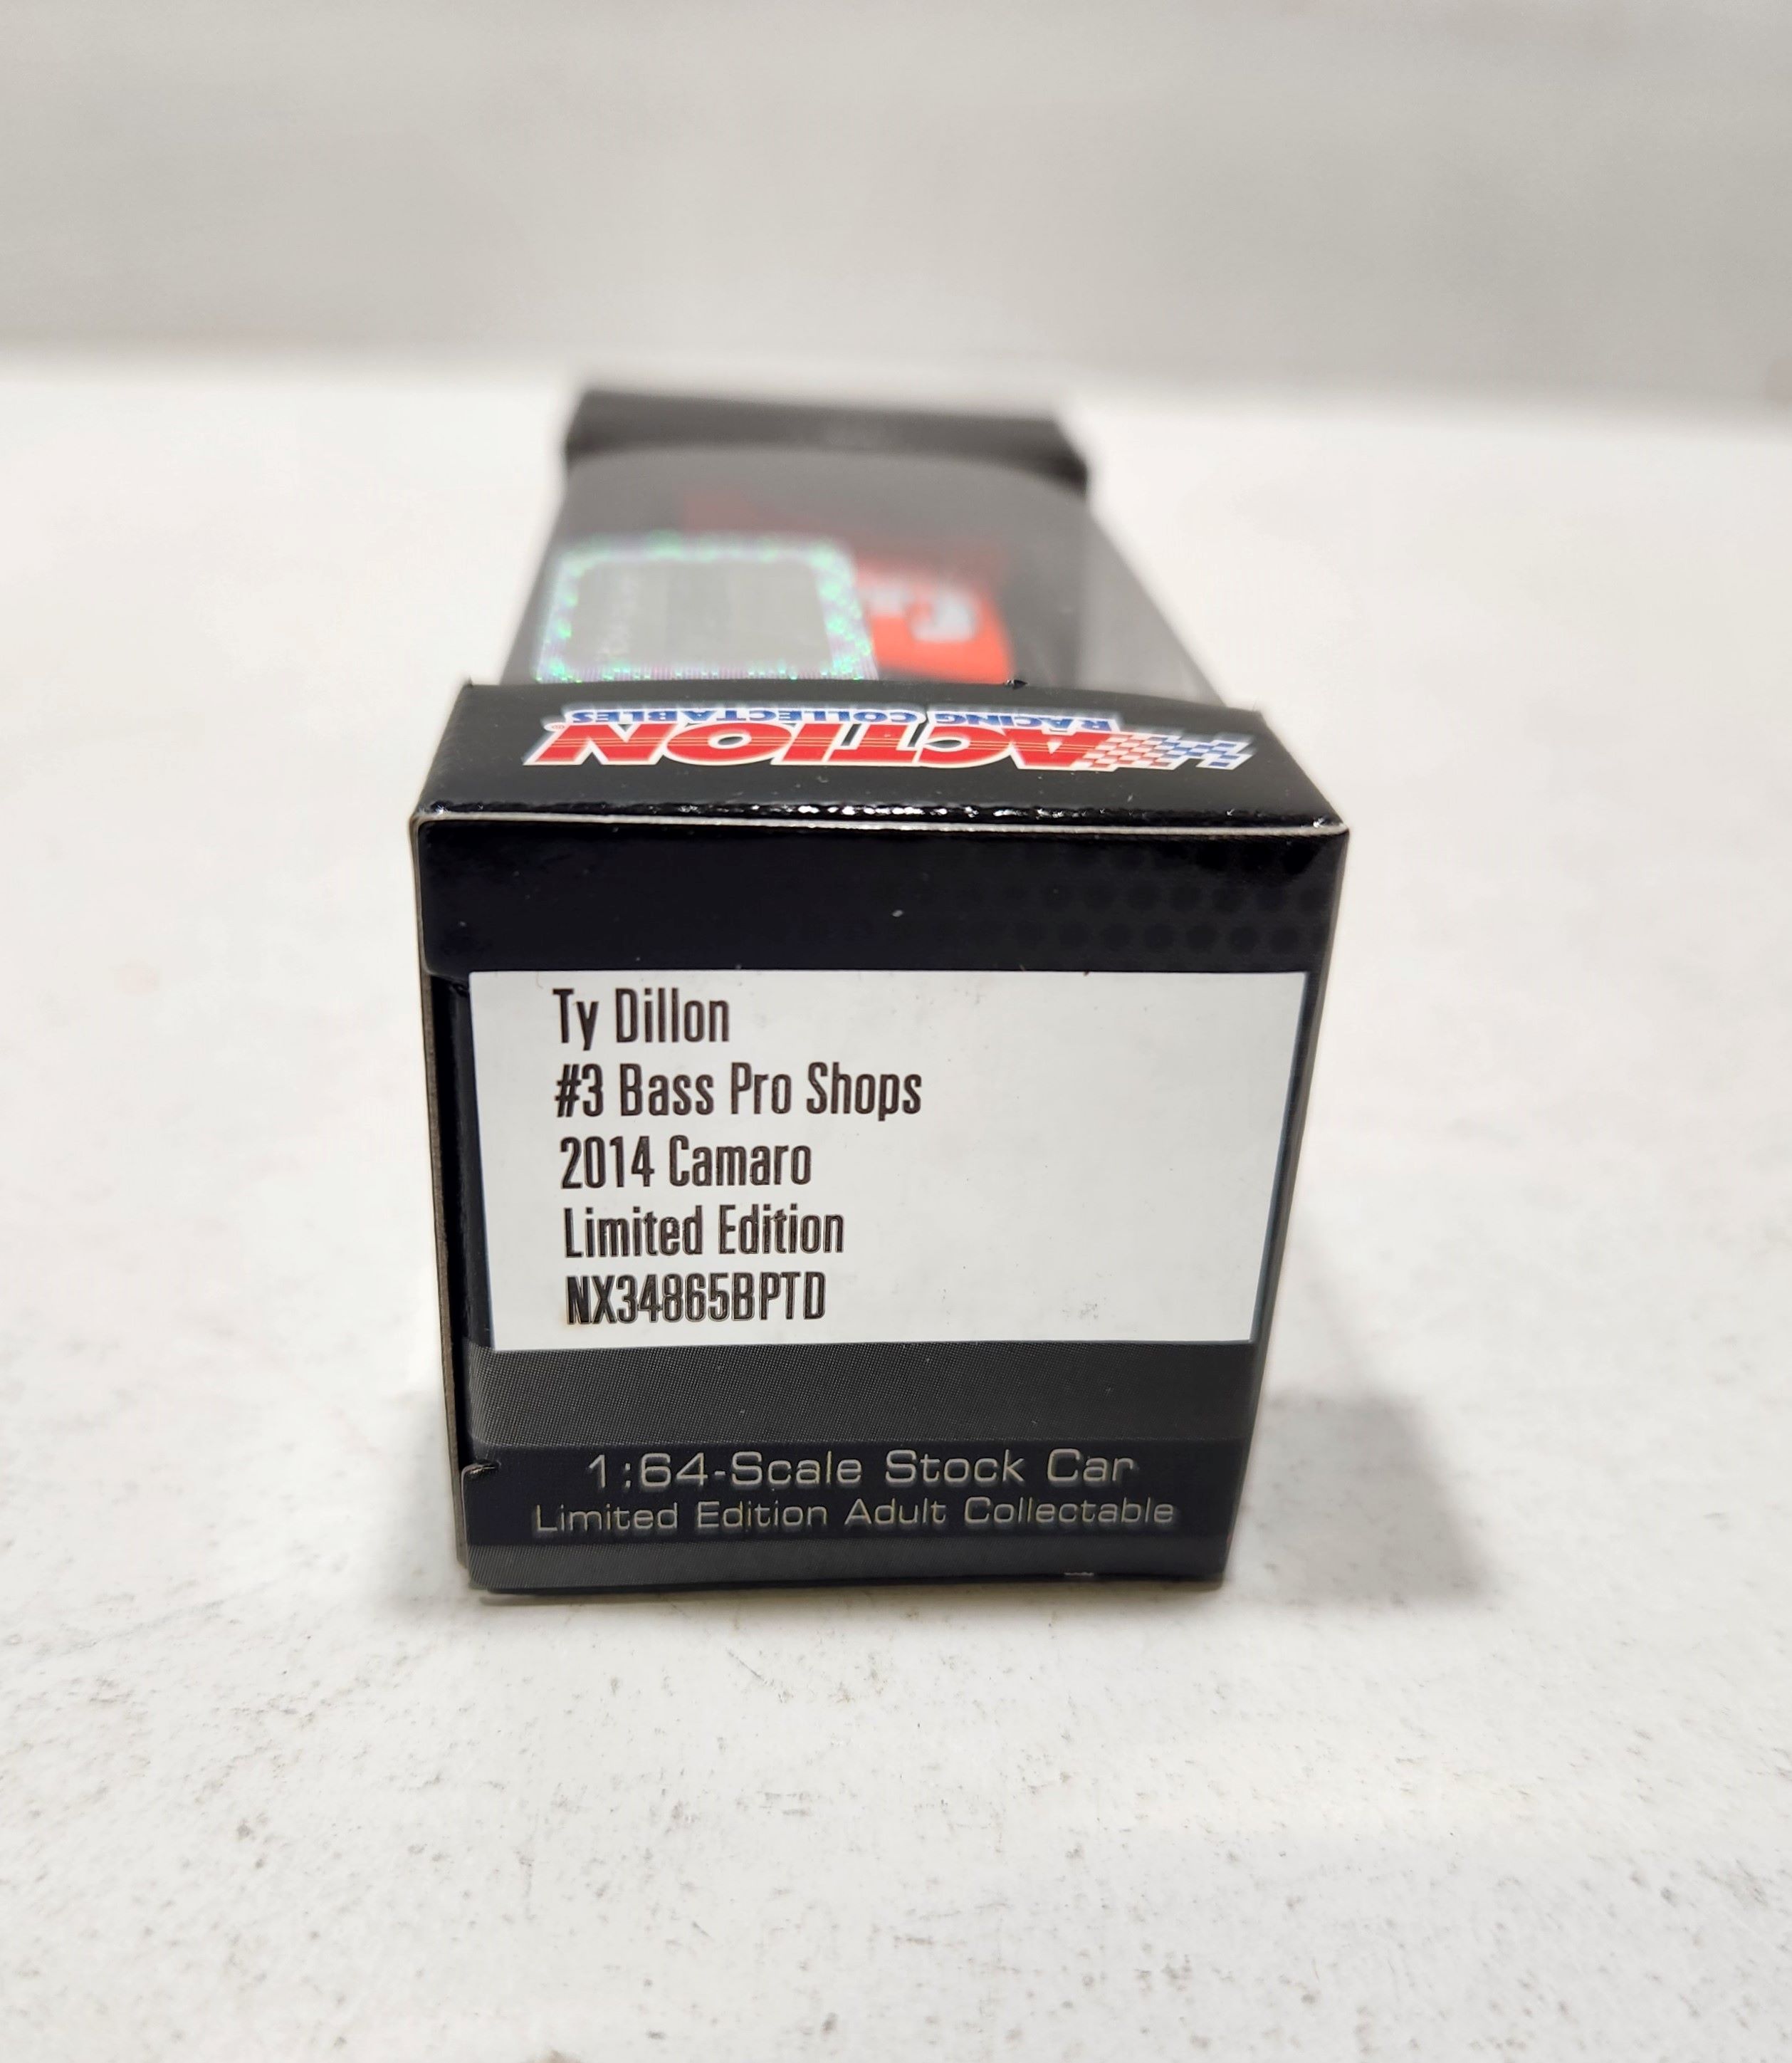 ACTION
RACING COLLECTABLES
Ty Dillon
#3 Bass Pro Shops
2014 Camaro
Limited Edition
NX34865BPTD
1:64-Scale Stock Car
Limited Edition Adult Collectable